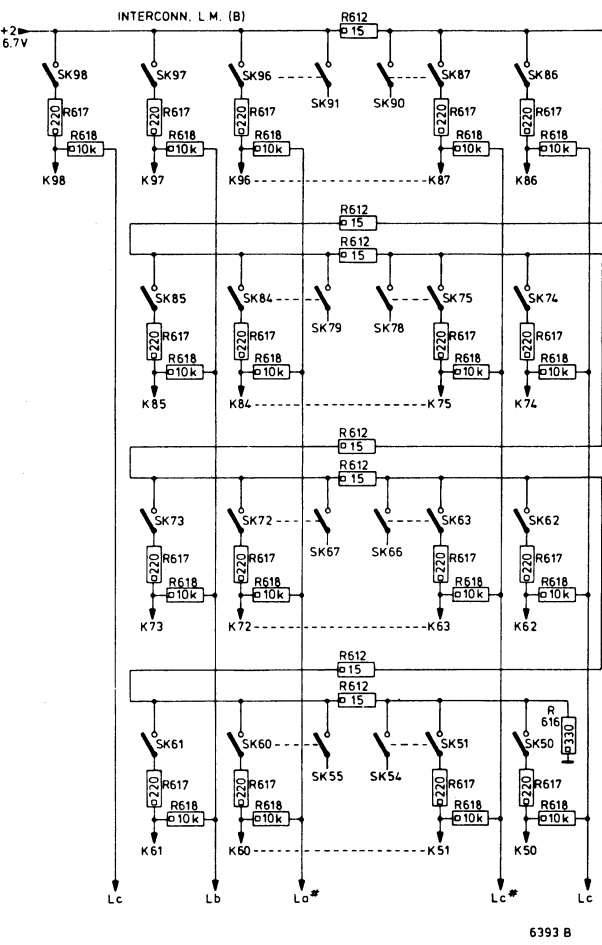 INTERCONN. L.M. (B)
R612
+2
15
6.7V
SK98 SK97 SK96 SK87 SK86
SK91 SK90
220 R617 220 R617 220 R617 220 R617 220 R617
R618 R618 R618 R618 R618
10k 10k 10k 10k 10k
K98 K97 K96 K87 K86
R612
15
R612
15
SK85 SK84 SK75 SK74
SK79 SK78
220 R617 220 R617 220 R617 220 R617
R618 R618 R618 R618
10k 10k 10k 10k
K85 K84 K75 K74
R612
15
R612
15
SK73 SK72 SK63 SK62
SK67 SK66
220 R617 220 R617 220 R617 220 R617
R618 R618 R618 R618
10k 10k 10k 10k
K73 K72 K63 K62
R612
15
R612
15
R
616
330
SK61 SK60 SK51 SK50
SK55 SK54
220 R617 220 R617 220 R617 220 R617
R618 R618 R618 R618
10k 10k 10k 10k
K61 K60 K51 K50
Lc Lb La# Lc# Lc
6393 B